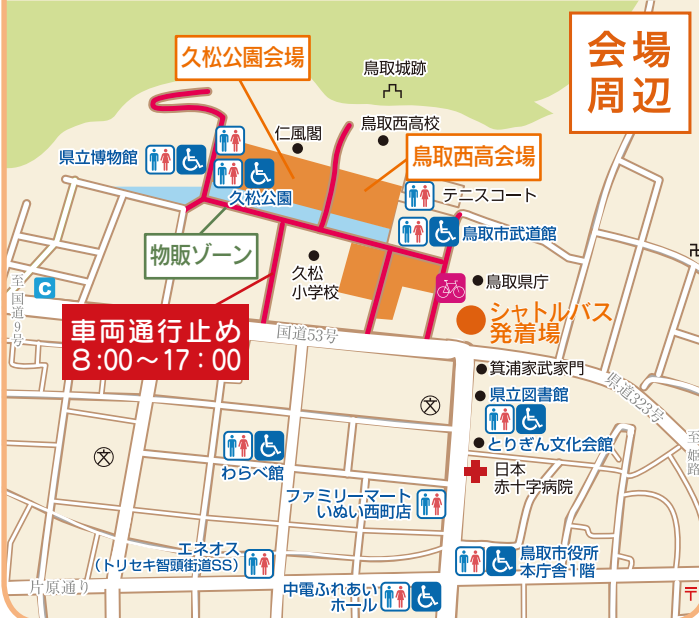 会場
周辺
久松公園会場
鳥取城跡
仁風閣
鳥取西高校
県立博物館
鳥取西高会場
テニスコート
久松公園
鳥取市武道館
物販ゾーン
久松
小学校
鳥取県庁
C
至国道9号
シャトルバス
発着場
車両通行止め
8:00〜17:00
国道53号
箕浦家武家門
県道323号
県立図書館
文
とりぎん文化会館
至姫路
文
わらべ館
日本
赤十字病院
ファミリーマート
いぬい西町店
エネオス
(トリセキ智頭街道SS)
鳥取市役所
本庁舎1階
片原通り
中電ふれあい
ホール
〒